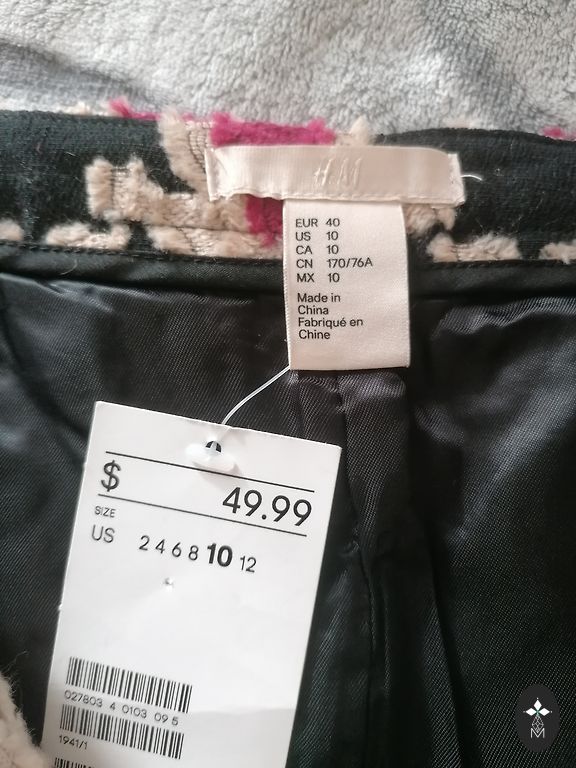 H&M
EUR 40
US 10
CA 10
CN 170/76A
MX 10
Made in
China
Fabriqué en
Chine
$ 49.99
SIZE
US 2 4 6 8 10 12
027803 4 0103 09 5
1941/1
M